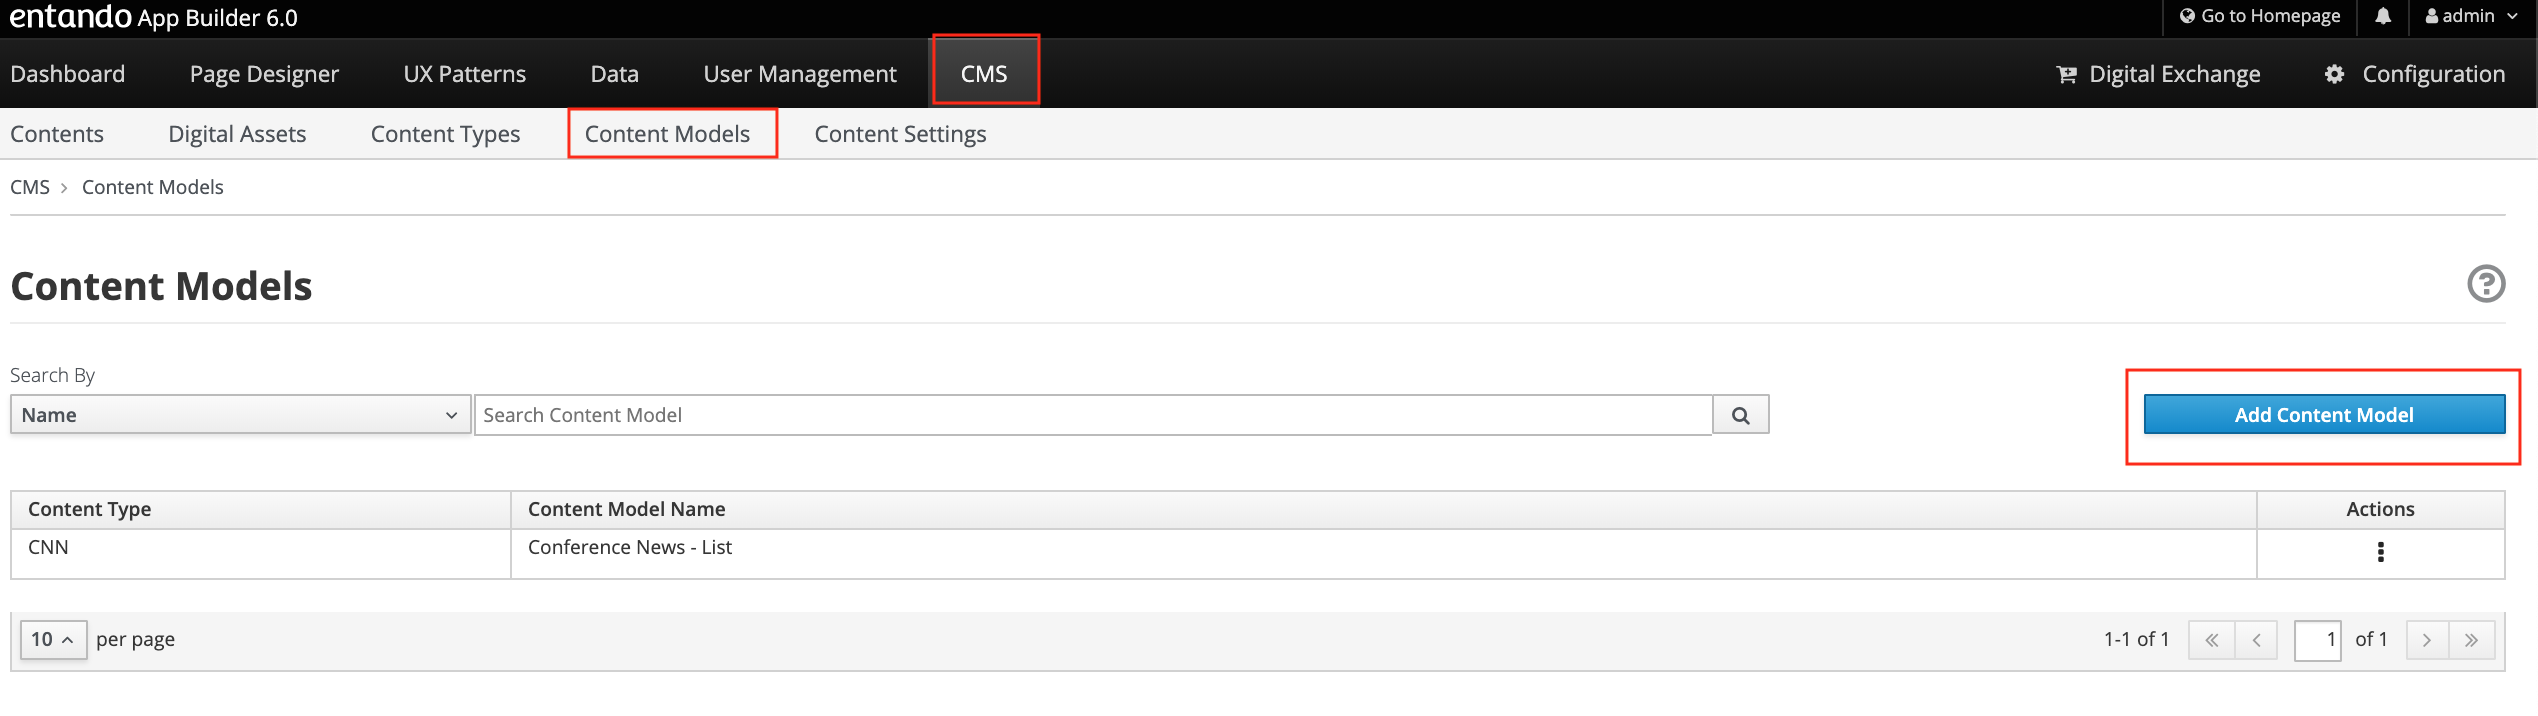 entando App Builder 6.0 Go to Homepage admin
Dashboard Page Designer UX Patterns Data User Management CMS Digital Exchange Configuration
Contents Digital Assets Content Types Content Models Content Settings
CMS > Content Models
Content Models
Search By
Name Search Content Model Add Content Model
Content Type Content Model Name Actions
CNN Conference News - List
10 per page 1-1 of 1 « < 1 of 1 > »